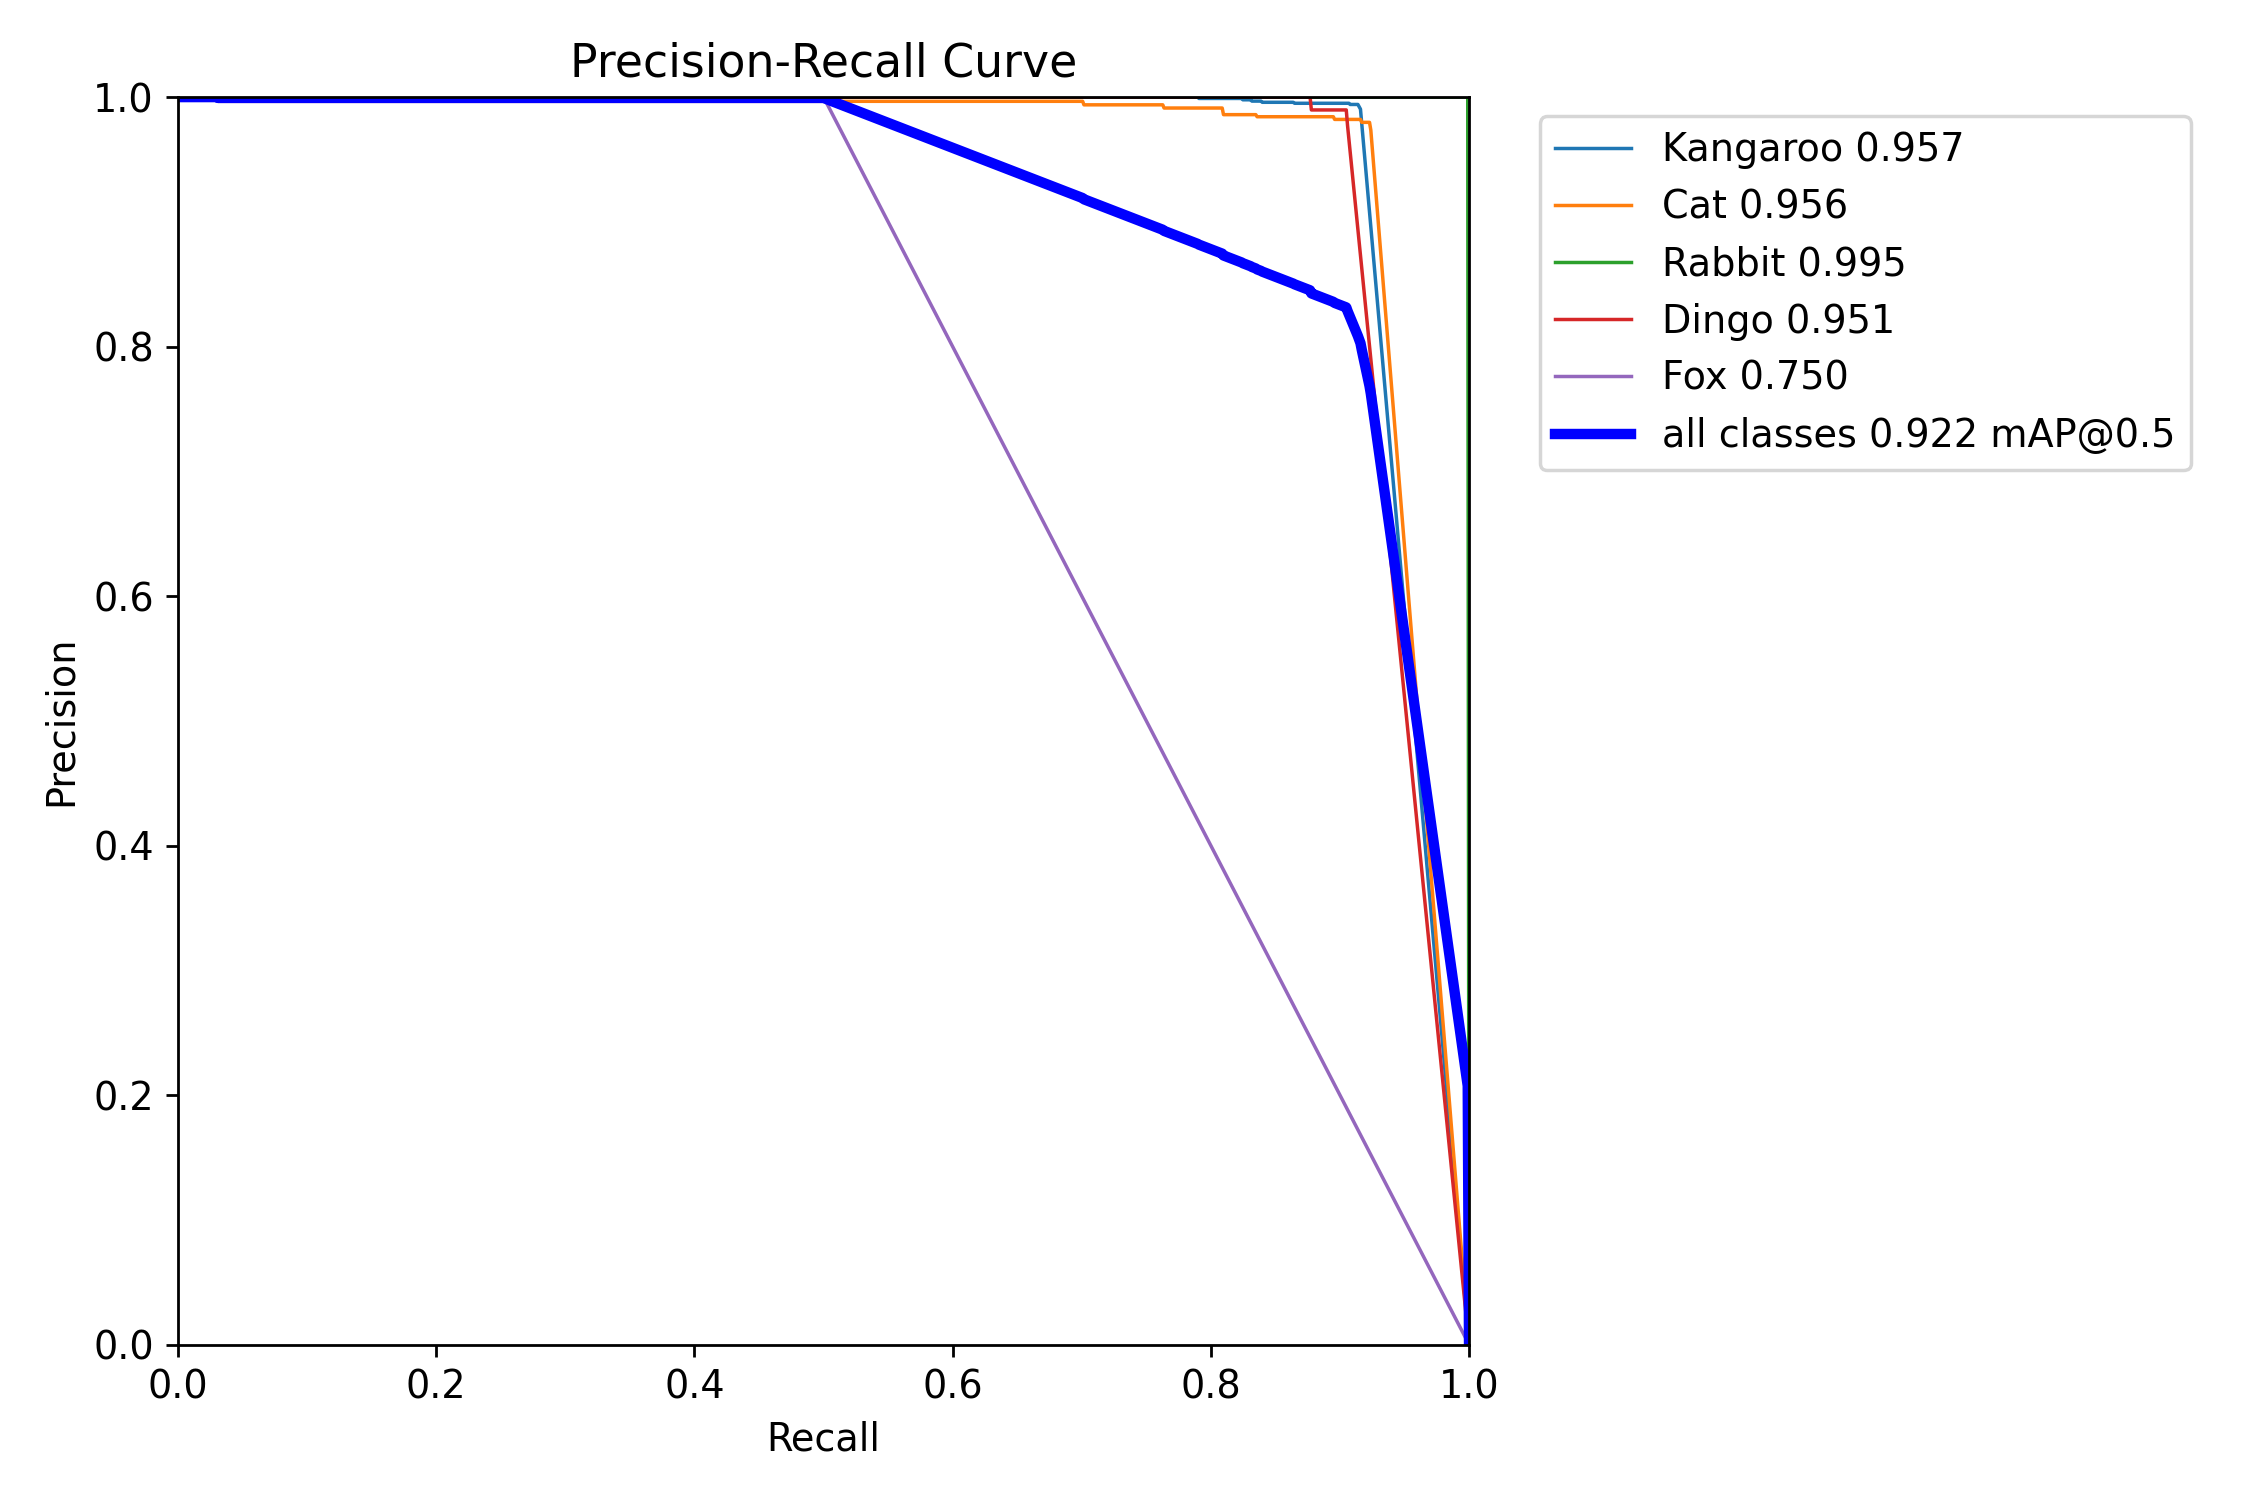 Precision-Recall Curve
1.0
0.8
0.6
0.4
0.2
0.0
Precision
0.0 0.2 0.4 0.6 0.8 1.0
Recall
Kangaroo 0.957
Cat 0.956
Rabbit 0.995
Dingo 0.951
Fox 0.750
all classes 0.922 mAP@0.5